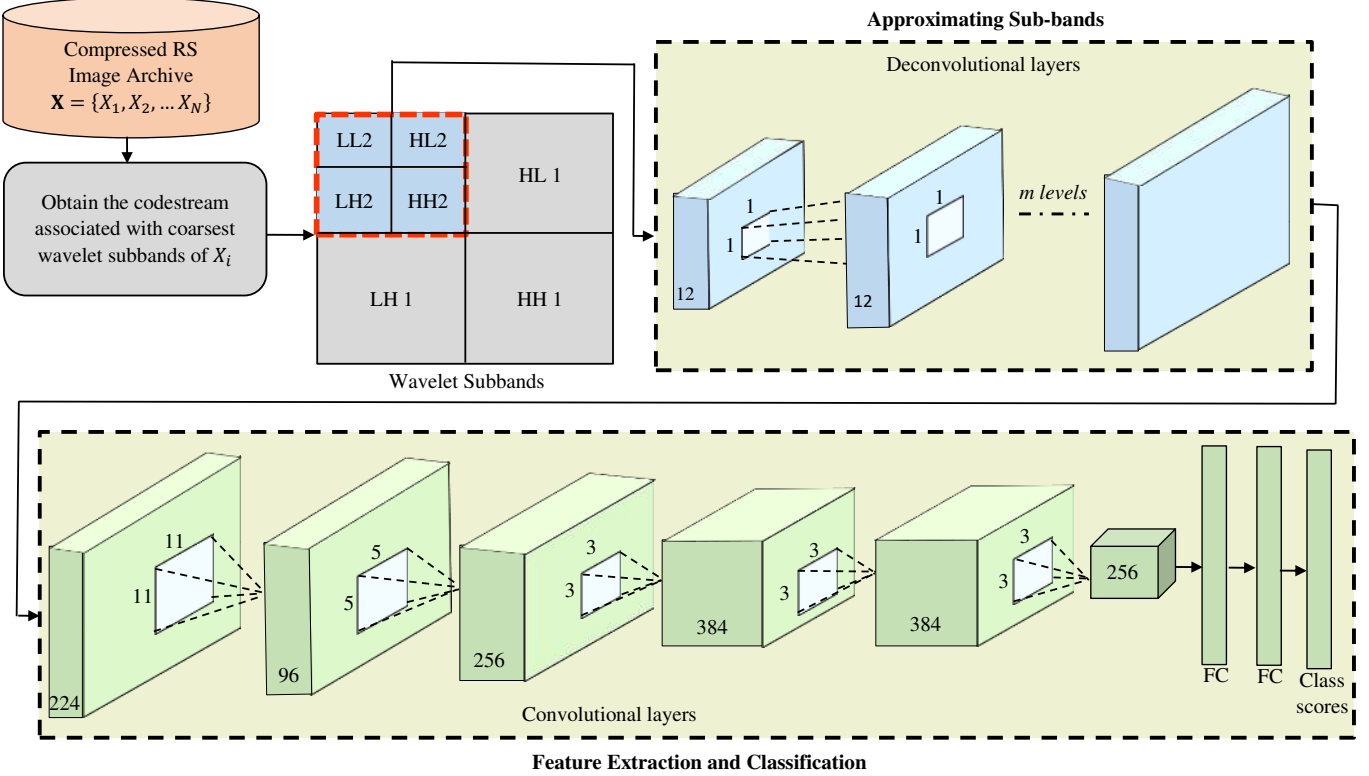 Approximating Sub-bands
Compressed RS
Image Archive
𝐗 = {𝑋₁, 𝑋₂, … 𝑋_N}
Obtain the codestream
associated with coarsest
wavelet subbands of 𝑋ᵢ
LL2
HL2
LH2
HH2
HL 1
LH 1
HH 1
Wavelet Subbands
Deconvolutional layers
1
1
12
1
1
12
m levels
11
11
224
5
5
96
3
3
256
3
3
384
3
3
384
256
FC
FC
Class
scores
Convolutional layers
Feature Extraction and Classification